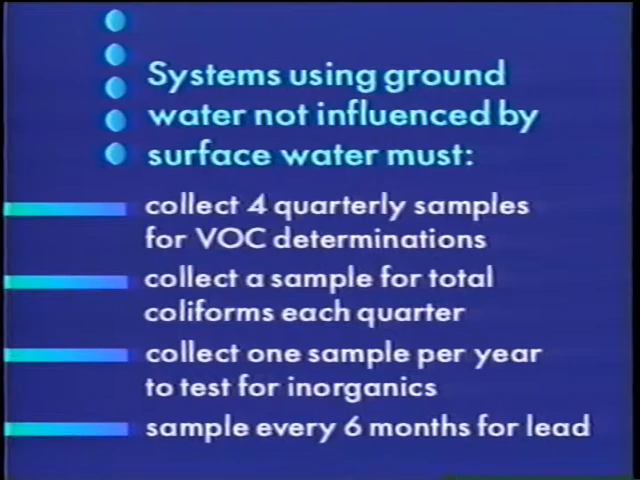 Systems using ground
water not influenced by
surface water must:
collect 4 quarterly samples
for VOC determinations
collect a sample for total
coliforms each quarter
collect one sample per year
to test for inorganics
sample every 6 months for lead